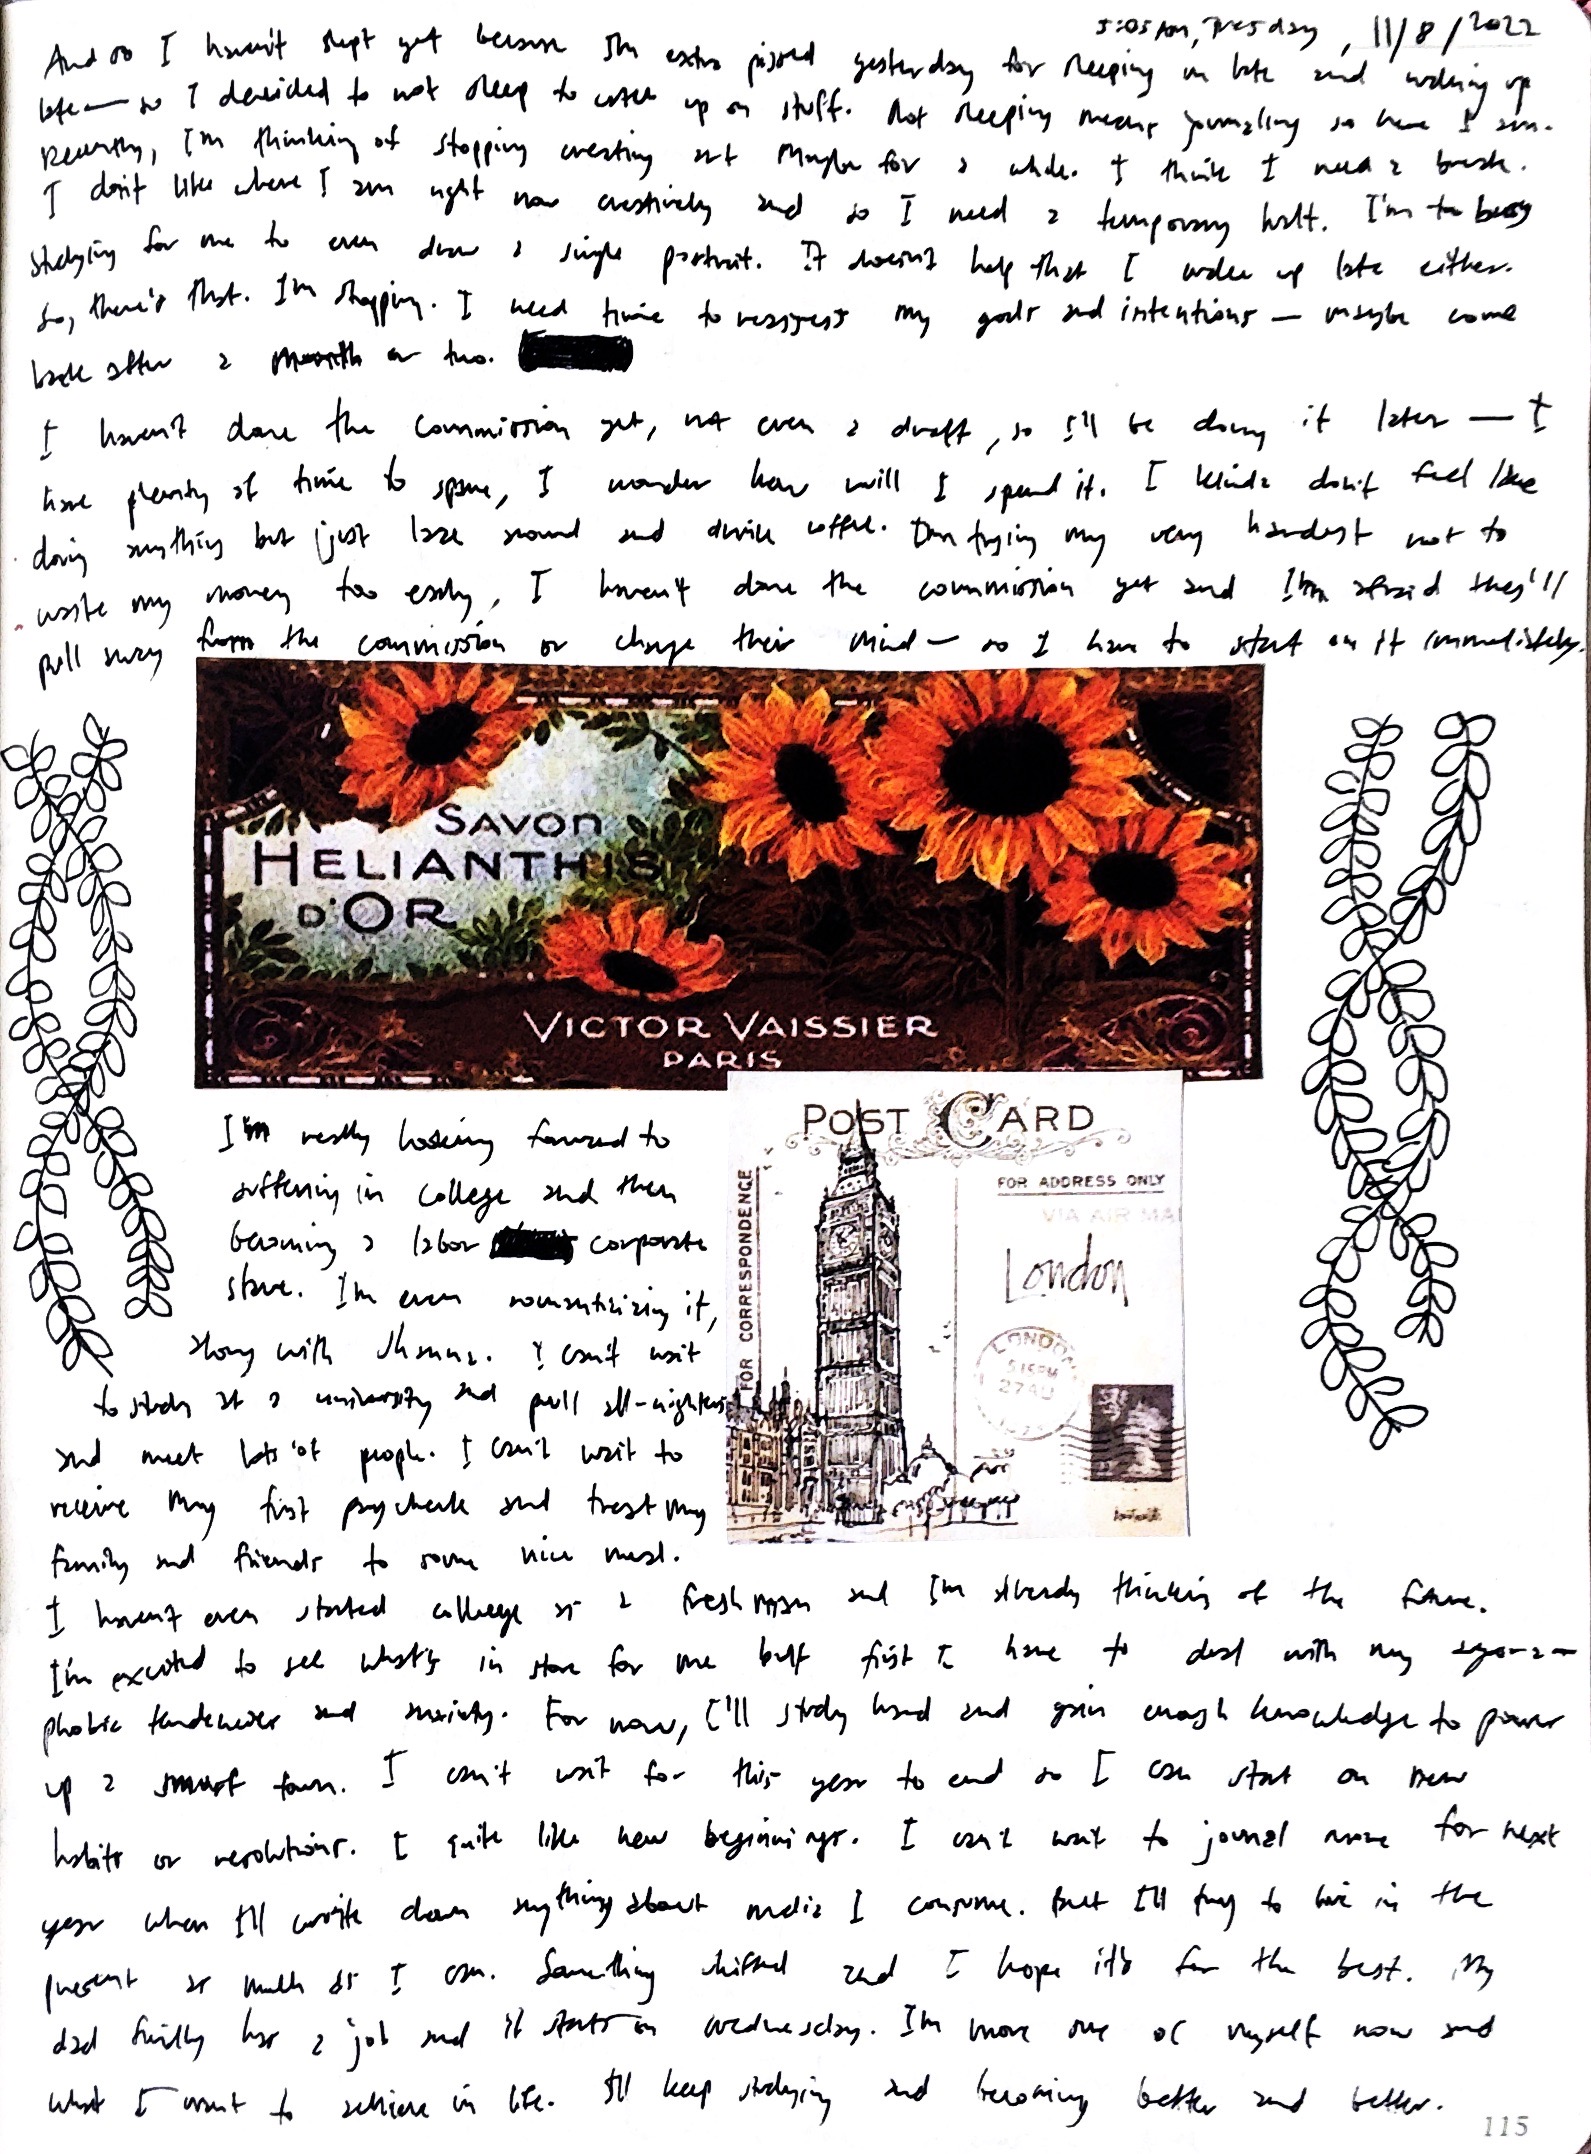 5:05 AM, Tuesday, 11/8/2022
And so I haven't slept yet because I'm extra pissed yesterday for sleeping in late and waking up
late — so I decided to not sleep to catch up on stuff. Not sleeping means journaling so here I am.
Recently, I'm thinking of stopping creating art maybe for a while. I think I need a break.
I don't like where I am right now creatively and so I need a temporary halt. I'm too busy
studying for me to even draw a single portrait. It doesn't help that I wake up late either.
So, there's that. I'm stopping. I need time to reassess my goals and intentions — maybe come
back after a month or two.
I haven't done the commission yet, not even a draft, so I'll be doing it later — I
have plenty of time to spare, I wonder how will I spend it. I kinda don't feel like
doing anything but just laze around and drink coffee. I'm trying my very hardest not to
waste my money too easily, I haven't done the commission yet and I'm afraid they'll
pull away from the commission or change their mind — so I have to start on it immediately.
SAVON
HELIANTHIS
D'OR
VICTOR VAISSIER
PARIS
POST CARD
FOR CORRESPONDENCE
FOR ADDRESS ONLY
VIA AIR MAI
London
LONDON
5 15 PM
I'm really looking forward to
suffering in college and then
becoming a labor corporate
slave. I'm even romanticizing it,
along with I can't wait
to study at a university and pull all-nighters
and meet lots of people. I can't wait to
receive my first paycheck and treat my
family and friends to some nice meal.
I haven't even started college as a freshman and I'm already thinking of the future.
I'm excited to see what's in store for me but first I have to deal with my agora-
phobic tendencies and anxiety. For now, I'll study hard and gain enough knowledge to power
up a smart town. I can't wait for this year to end so I can start on new
habits or resolutions. I quite like new beginnings. I can't wait to journal more for next
year when I'll write down anything about media I consume. But I'll try to live in the
present as much as I can. Something shifted and I hope it's for the best. My
dad finally has a job and it starts on Wednesday. I'm more sure of myself now and
what I want to achieve in life. I'll keep studying and becoming better and better.
115